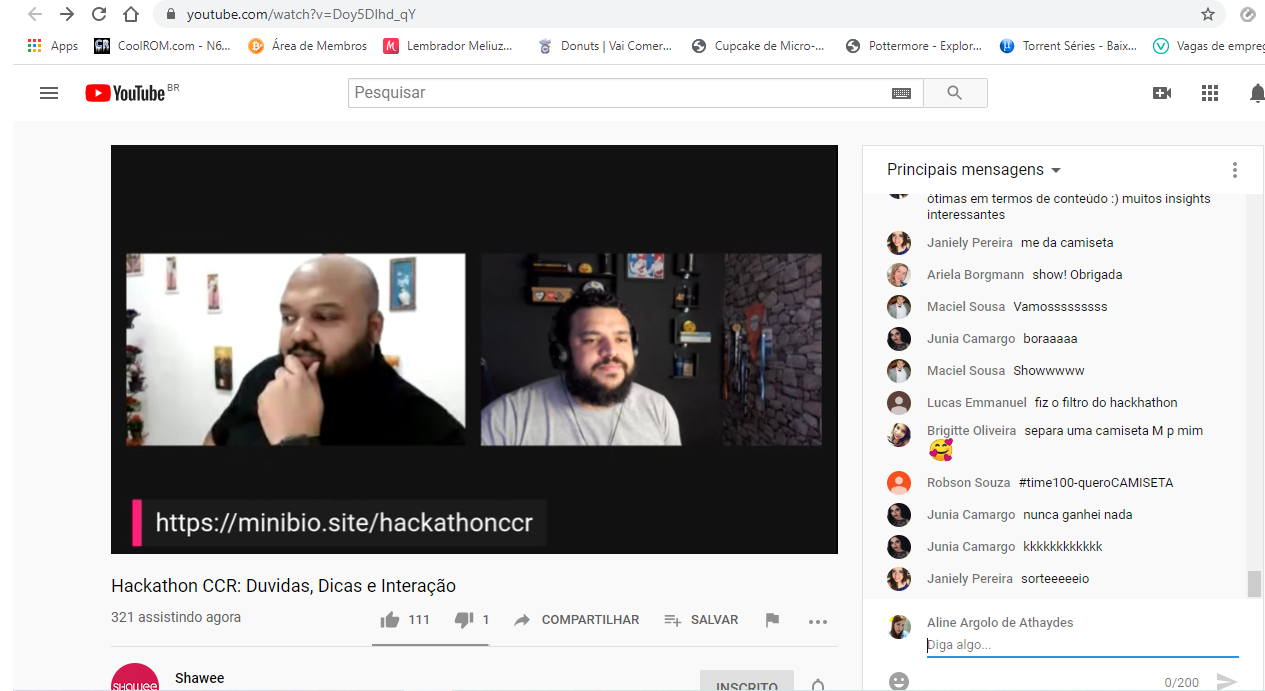 youtube.com/watch?v=Doy5DIhd_qY
Apps
CoolROM.com - N6...
Área de Membros
Lembrador Meliuz...
Donuts | Vai Comer...
Cupcake de Micro-...
Pottermore - Explor...
Torrent Séries - Baix...
Vagas de empreg
YouTube BR
Pesquisar
https://minibio.site/hackathonccr
Hackathon CCR: Duvidas, Dicas e Interação
321 assistindo agora
111
1
COMPARTILHAR
SALVAR
Shawee
SHAWEE
INSCRITO
Principais mensagens
ótimas em termos de conteúdo :) muitos insights
interessantes
Janiely Pereira me da camiseta
Ariela Borgmann show! Obrigada
Maciel Sousa Vamosssssssss
Junia Camargo boraaaaa
Maciel Sousa Showwwww
Lucas Emmanuel fiz o filtro do hackhathon
Brigitte Oliveira separa uma camiseta M p mim
Robson Souza #time100-queroCAMISETA
Junia Camargo nunca ganhei nada
Junia Camargo kkkkkkkkkkkk
Janiely Pereira sorteeeeeio
Aline Argolo de Athaydes
Diga algo...
0/200